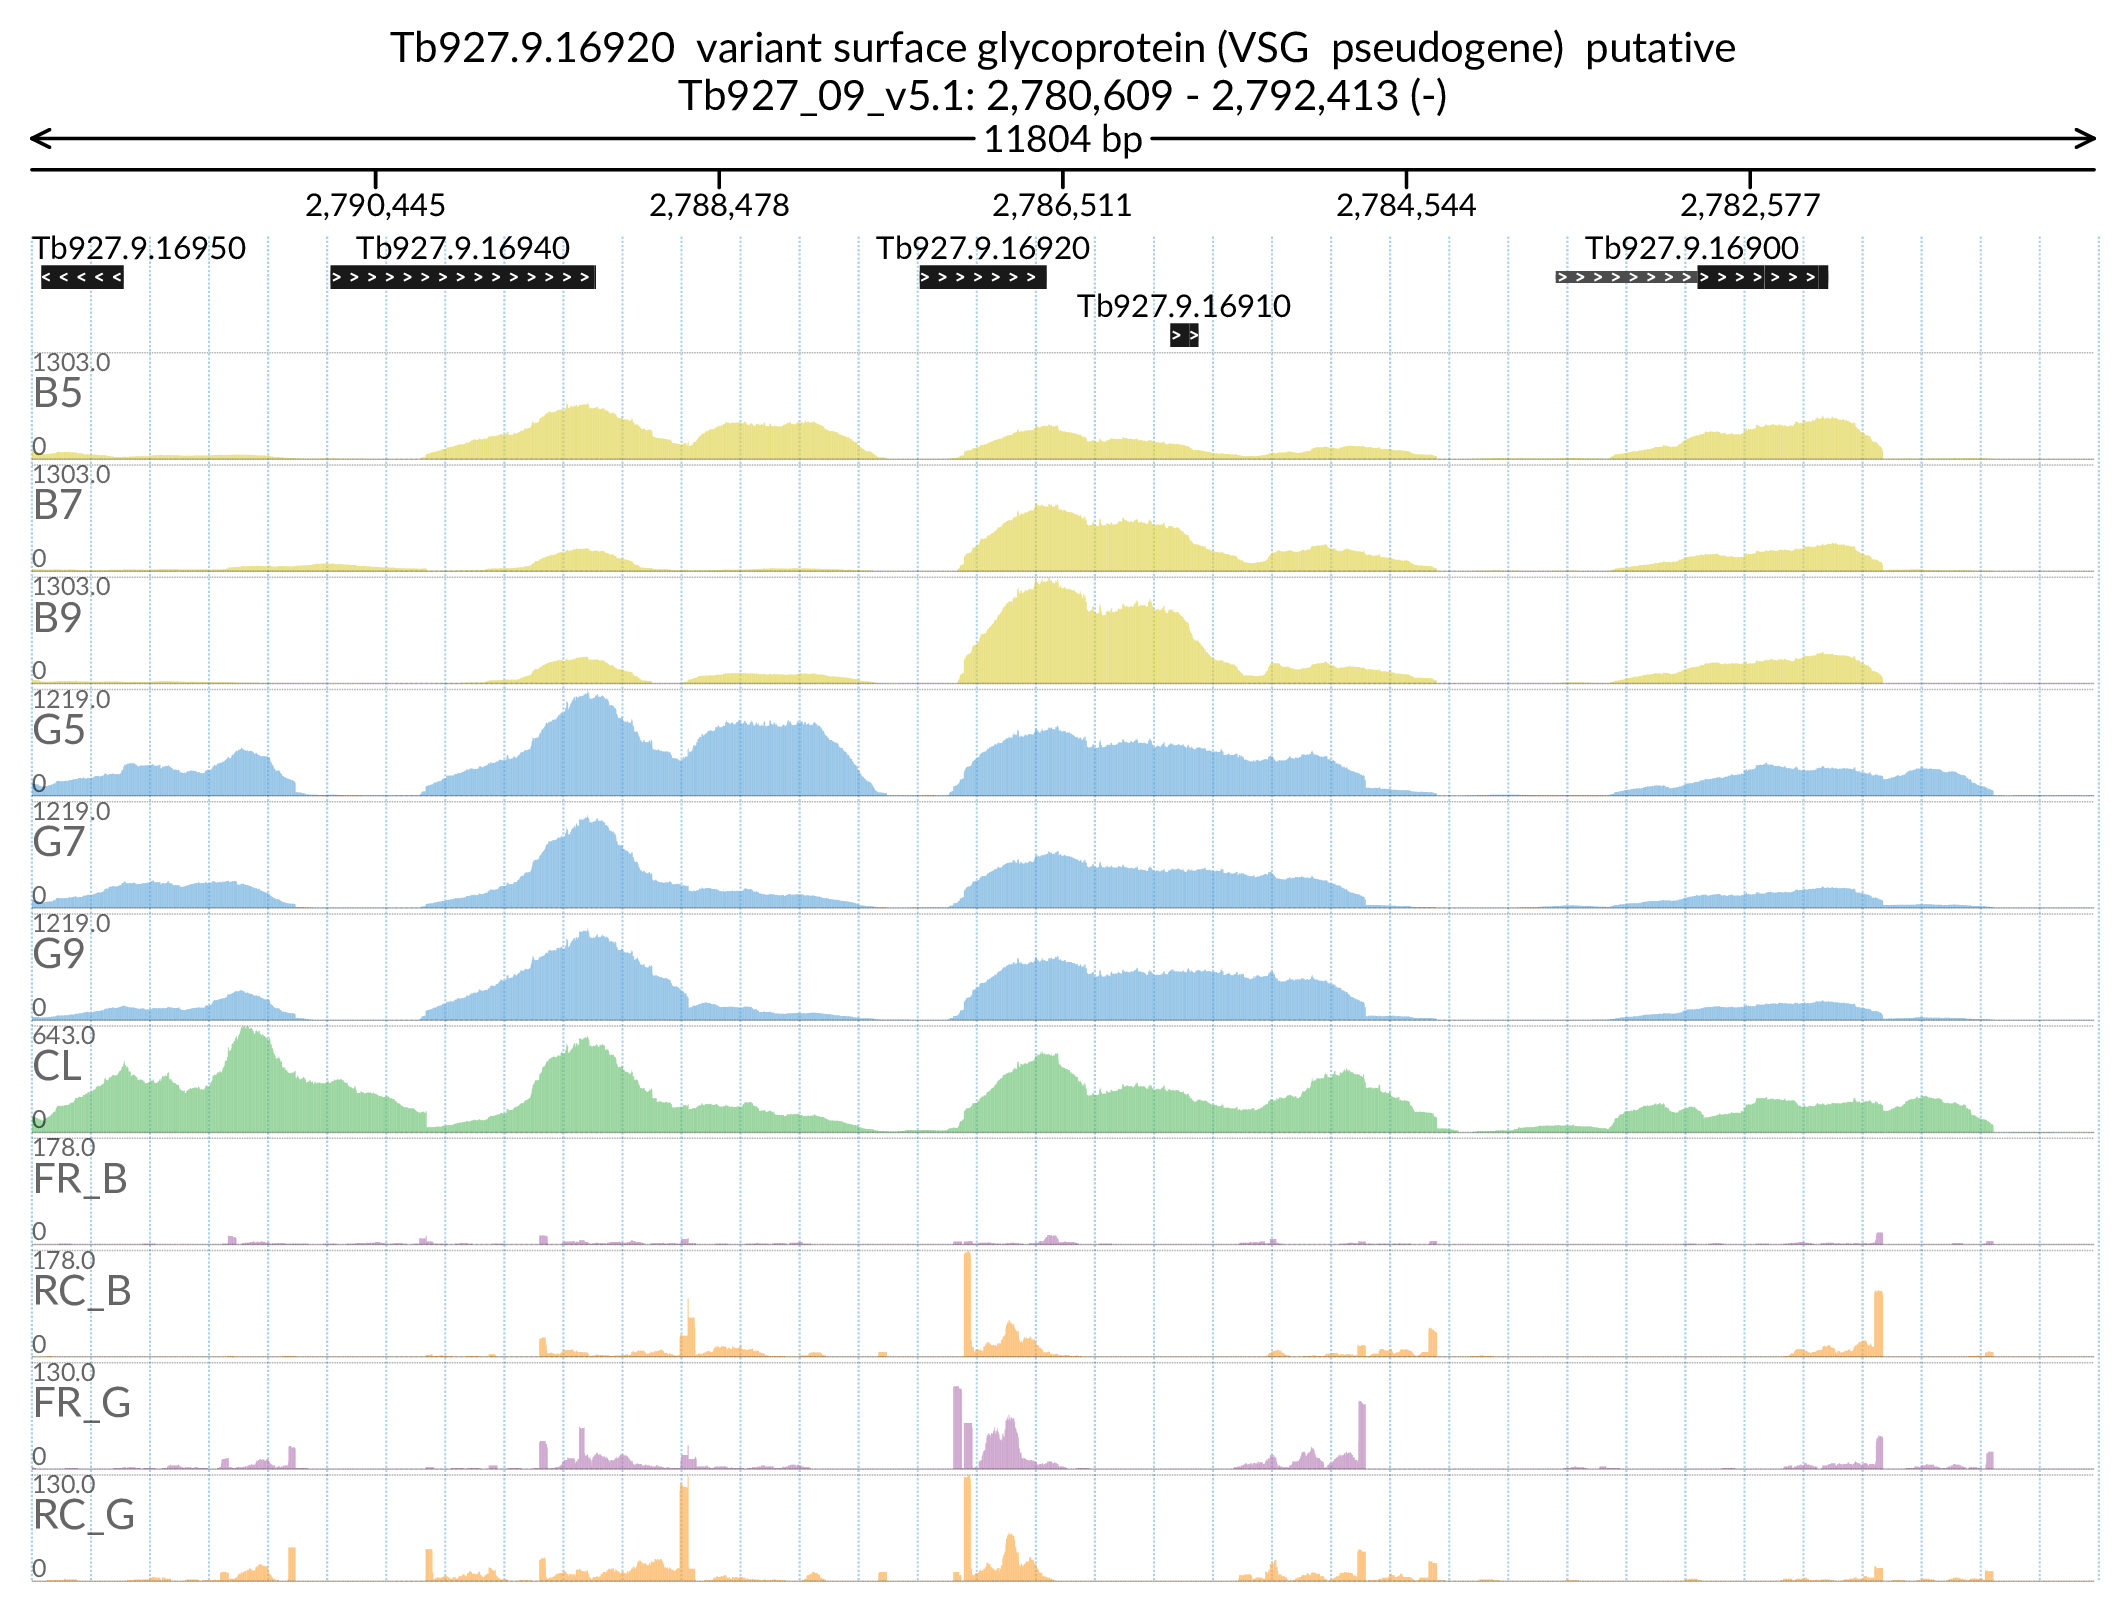 Tb927.9.16920 variant surface glycoprotein (VSG pseudogene) putative
Tb927_09_v5.1: 2,780,609 - 2,792,413 (-)
11804 bp
2,790,445 2,788,478 2,786,511 2,784,544 2,782,577
Tb927.9.16950 Tb927.9.16940 Tb927.9.16920 Tb927.9.16900
Tb927.9.16910
1303.0
B5
0
1303.0
B7
0
1303.0
B9
0
1219.0
G5
0
1219.0
G7
0
1219.0
G9
0
643.0
CL
0
178.0
FR_B
0
178.0
RC_B
0
130.0
FR_G
0
130.0
RC_G
0